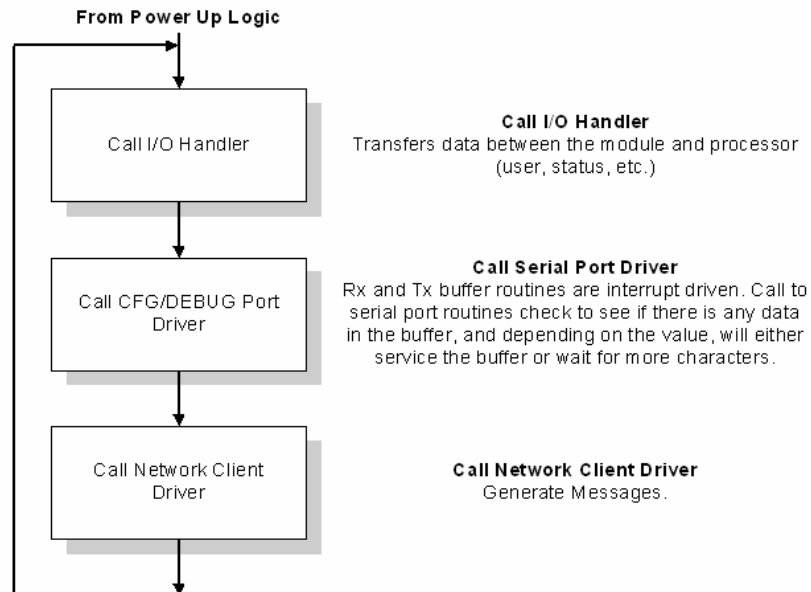 From Power Up Logic
Call I/O Handler
Call I/O Handler
Transfers data between the module and processor
(user, status, etc.)
Call CFG/DEBUG Port
Driver
Call Serial Port Driver
Rx and Tx buffer routines are interrupt driven. Call to
serial port routines check to see if there is any data
in the buffer, and depending on the value, will either
service the buffer or wait for more characters.
Call Network Client
Driver
Call Network Client Driver
Generate Messages.